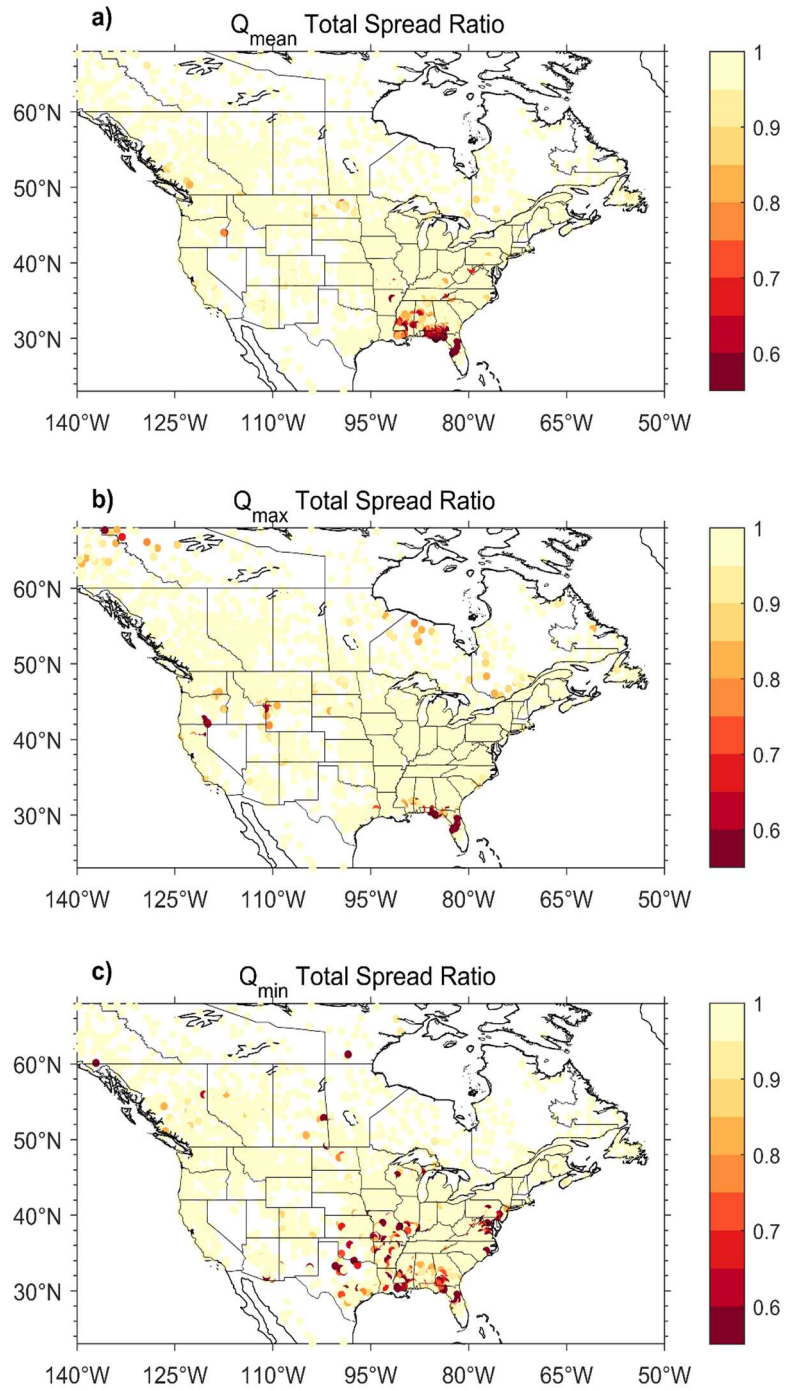 a)
Q_mean Total Spread Ratio
60°N
50°N
40°N
30°N
140°W 125°W 110°W 95°W 80°W 65°W 50°W
1
0.9
0.8
0.7
0.6
b)
Q_max Total Spread Ratio
60°N
50°N
40°N
30°N
140°W 125°W 110°W 95°W 80°W 65°W 50°W
1
0.9
0.8
0.7
0.6
c)
Q_min Total Spread Ratio
60°N
50°N
40°N
30°N
140°W 125°W 110°W 95°W 80°W 65°W 50°W
1
0.9
0.8
0.7
0.6